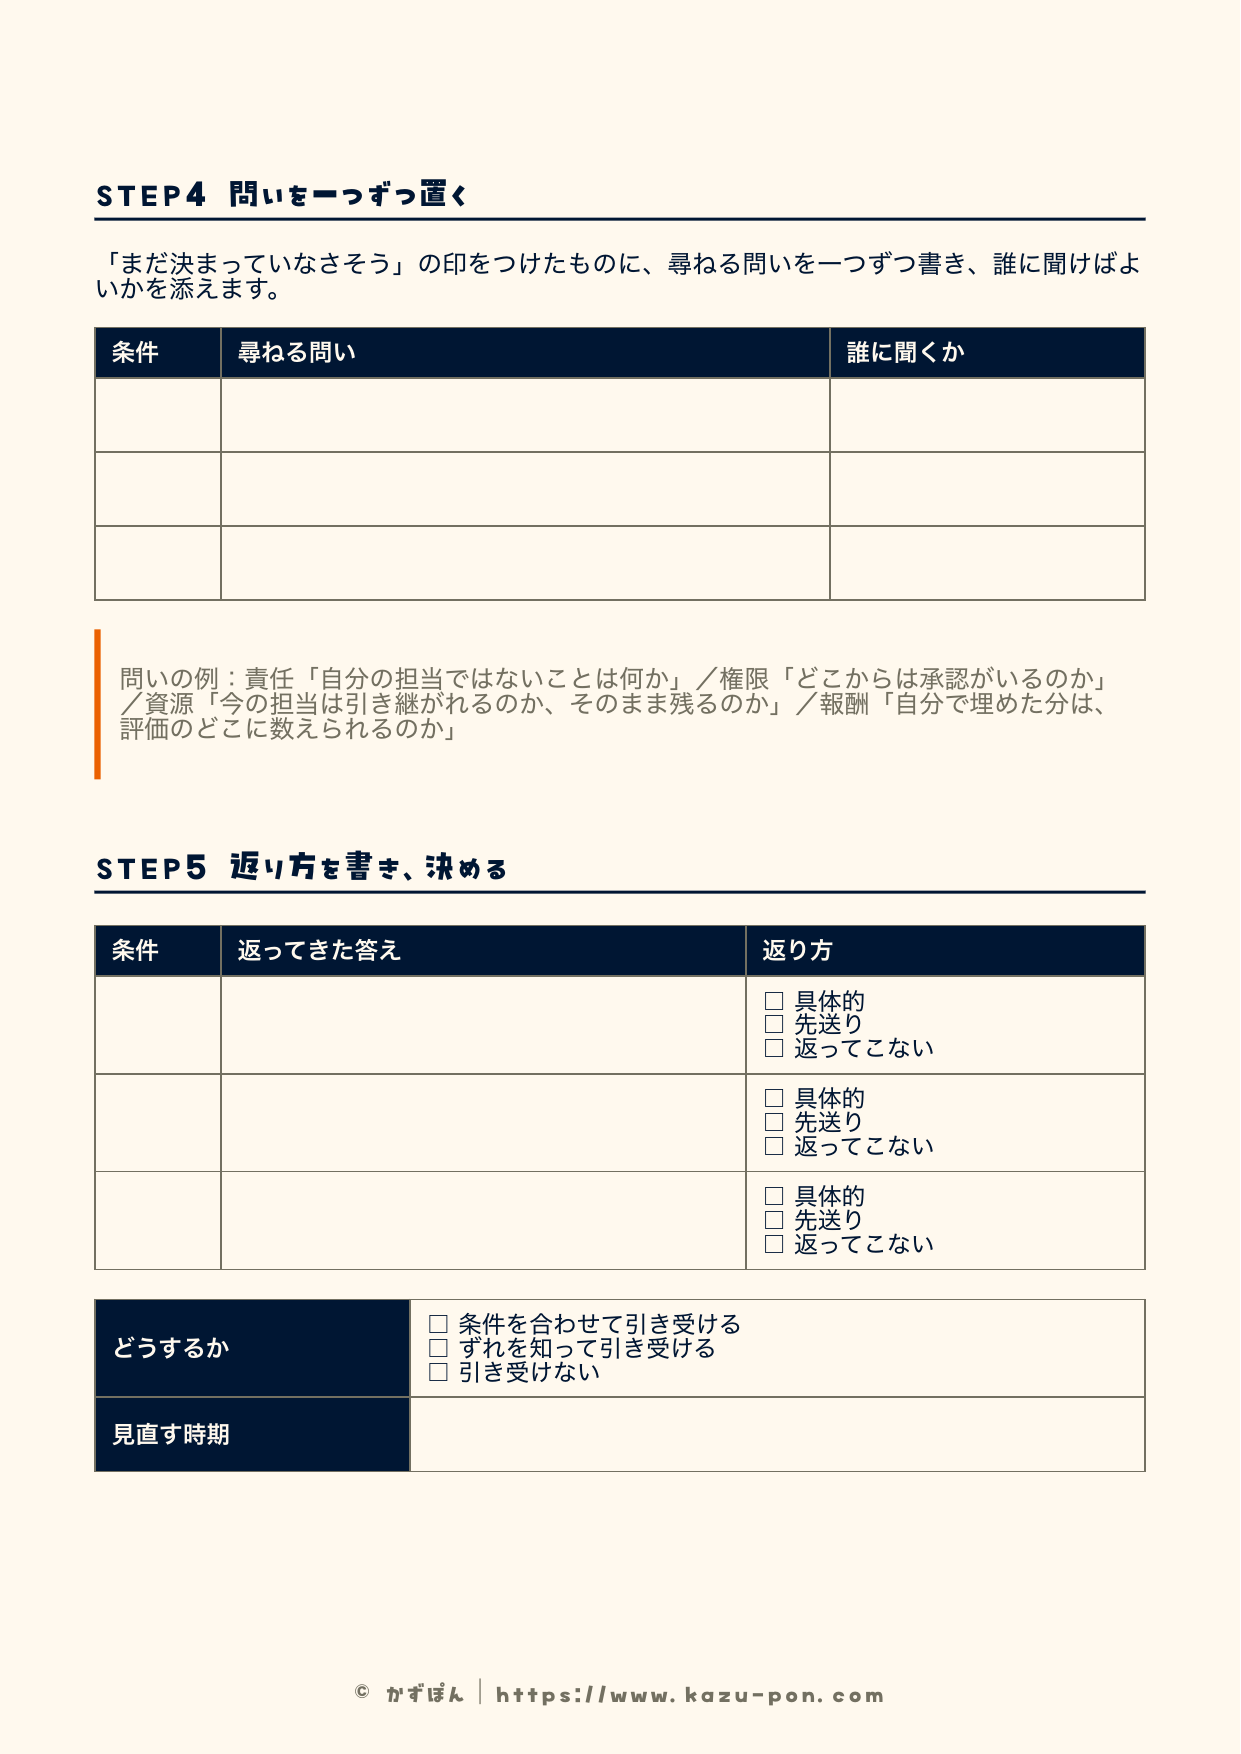 STEP4 問いを一つずつ置く
「まだ決まっていなさそう」の印をつけたものに、尋ねる問いを一つずつ書き、誰に聞けばよ
いかを添えます。
条件 尋ねる問い 誰に聞くか
問いの例：責任「自分の担当ではないことは何か」／権限「どこからは承認がいるのか」
／資源「今の担当は引き継がれるのか、そのまま残るのか」／報酬「自分で埋めた分は、
評価のどこに数えられるのか」
STEP5 返り方を書き、決める
条件 返ってきた答え 返り方
□ 具体的
□ 先送り
□ 返ってこない
□ 具体的
□ 先送り
□ 返ってこない
□ 具体的
□ 先送り
□ 返ってこない
どうするか
□ 条件を合わせて引き受ける
□ ずれを知って引き受ける
□ 引き受けない
見直す時期
© かずぽん｜https://www.kazu-pon.com